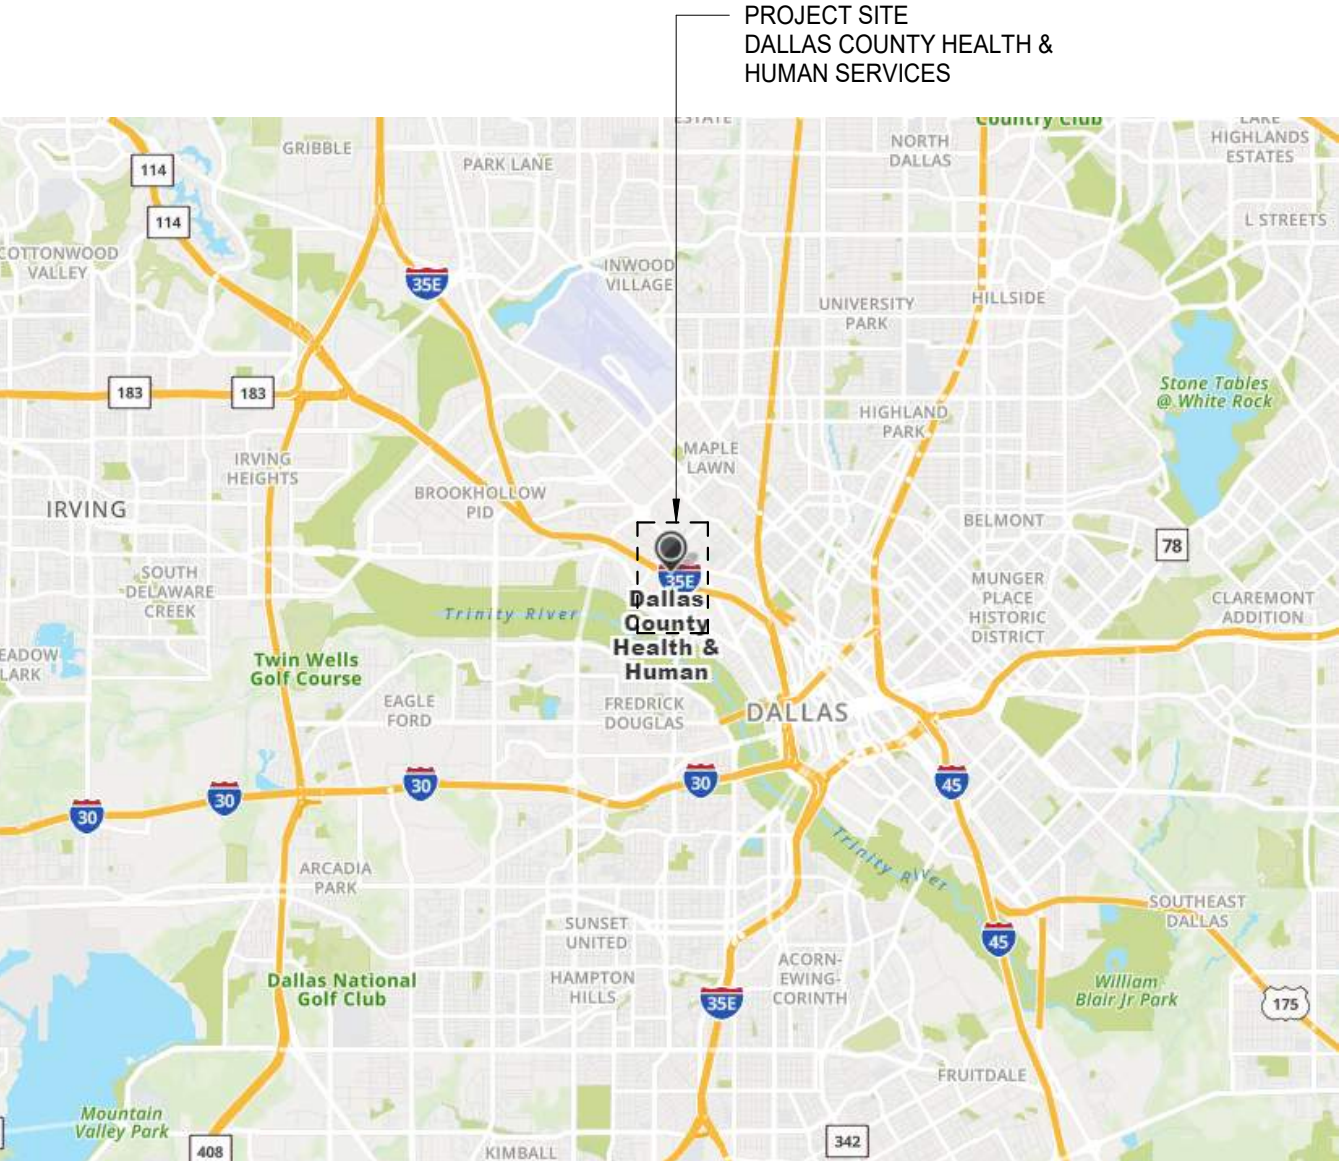 PROJECT SITE
DALLAS COUNTY HEALTH &
HUMAN SERVICES
ESTATE
Country Club
LAKE
HIGHLANDS
ESTATES
GRIBBLE
PARK LANE
NORTH
DALLAS
114
114
L STREETS
COTTONWOOD
VALLEY
35E
INWOOD
VILLAGE
UNIVERSITY
PARK
HILLSIDE
183
183
Stone Tables
@ White Rock
HIGHLAND
PARK
MAPLE
LAWN
IRVING
HEIGHTS
BROOKHOLLOW
PID
IRVING
BELMONT
78
SOUTH
DELAWARE
CREEK
35E
Dallas
County
Health &
Human
MUNGER
PLACE
HISTORIC
DISTRICT
CLAREMONT
ADDITION
Trinity River
EADOW
LARK
Twin Wells
Golf Course
EAGLE
FORD
FREDRICK
DOUGLAS
DALLAS
30
30
30
30
45
Trinity River
ARCADIA
PARK
SOUTHEAST
DALLAS
SUNSET
UNITED
45
ACORN-
EWING-
CORINTH
HAMPTON
HILLS
Dallas National
Golf Club
35E
William
Blair Jr Park
175
FRUITDALE
Mountain
Valley Park
408
KIMBALL
342